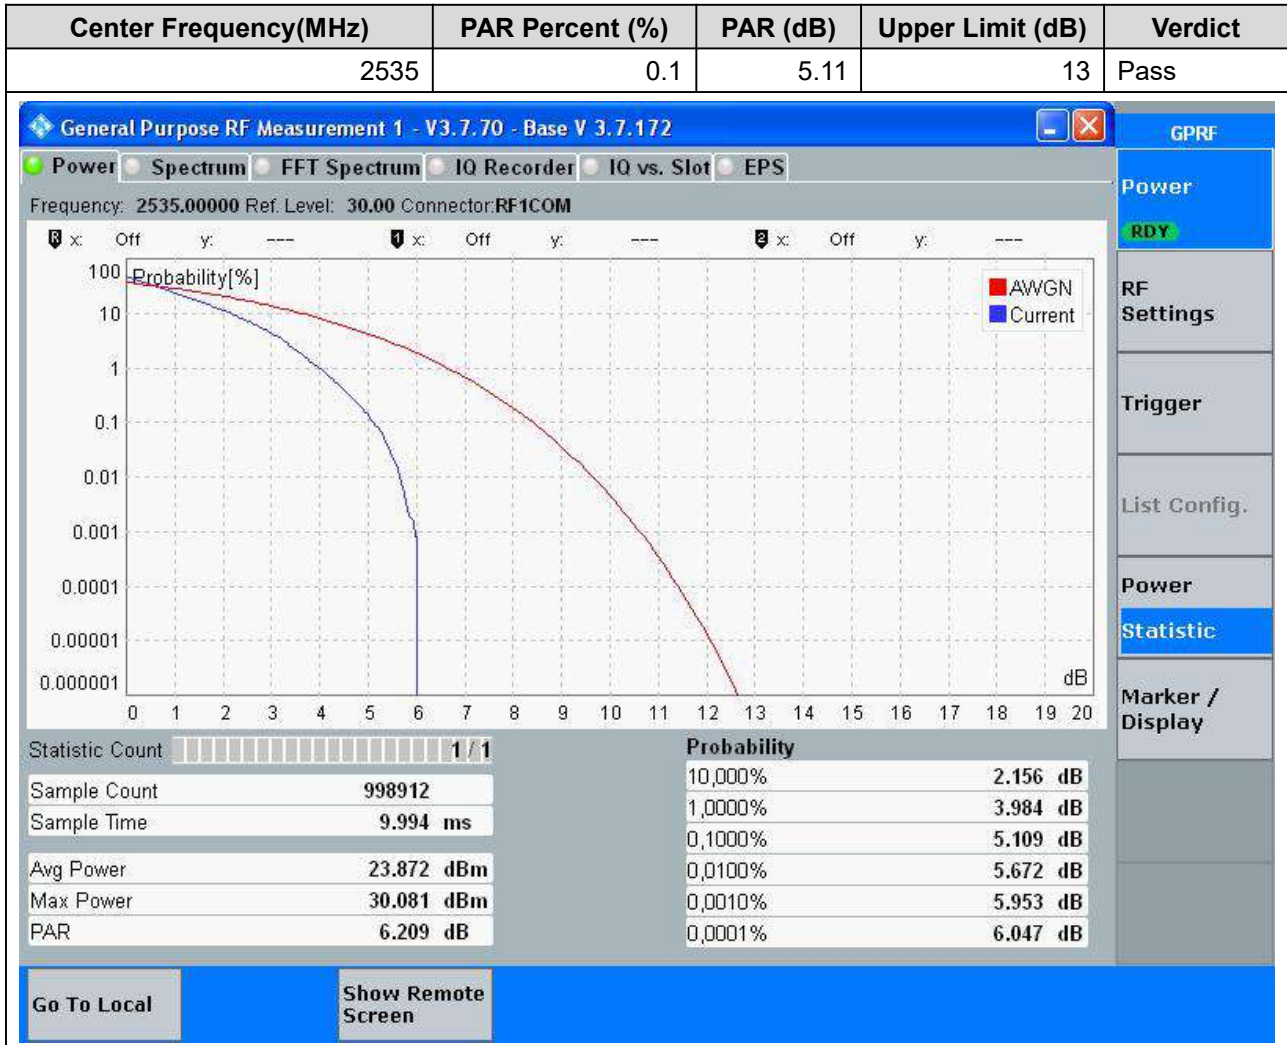 Center Frequency(MHz) PAR Percent (%) PAR (dB) Upper Limit (dB) Verdict
2535 0.1 5.11 13 Pass
General Purpose RF Measurement 1 - V3.7.70 - Base V 3.7.172
GPRF
Power Spectrum FFT Spectrum IQ Recorder IQ vs. Slot EPS
Frequency: 2535.00000 Ref. Level: 30.00 Connector:RF1COM
Power
RDY
R x: Off y: --- 1 x: Off y: --- 2 x: Off y: ---
Probability[%]
AWGN
Current
100
10
1
0.1
0.01
0.001
0.0001
0.00001
0.000001
dB
0 1 2 3 4 5 6 7 8 9 10 11 12 13 14 15 16 17 18 19 20
RF
Settings
Trigger
List Config.
Power
Statistic
Marker /
Display
Statistic Count 1 / 1
Sample Count 998912
Sample Time 9.994 ms
Avg Power 23.872 dBm
Max Power 30.081 dBm
PAR 6.209 dB
Probability
10,000% 2.156 dB
1,0000% 3.984 dB
0,1000% 5.109 dB
0,0100% 5.672 dB
0,0010% 5.953 dB
0,0001% 6.047 dB
Go To Local
Show Remote
Screen